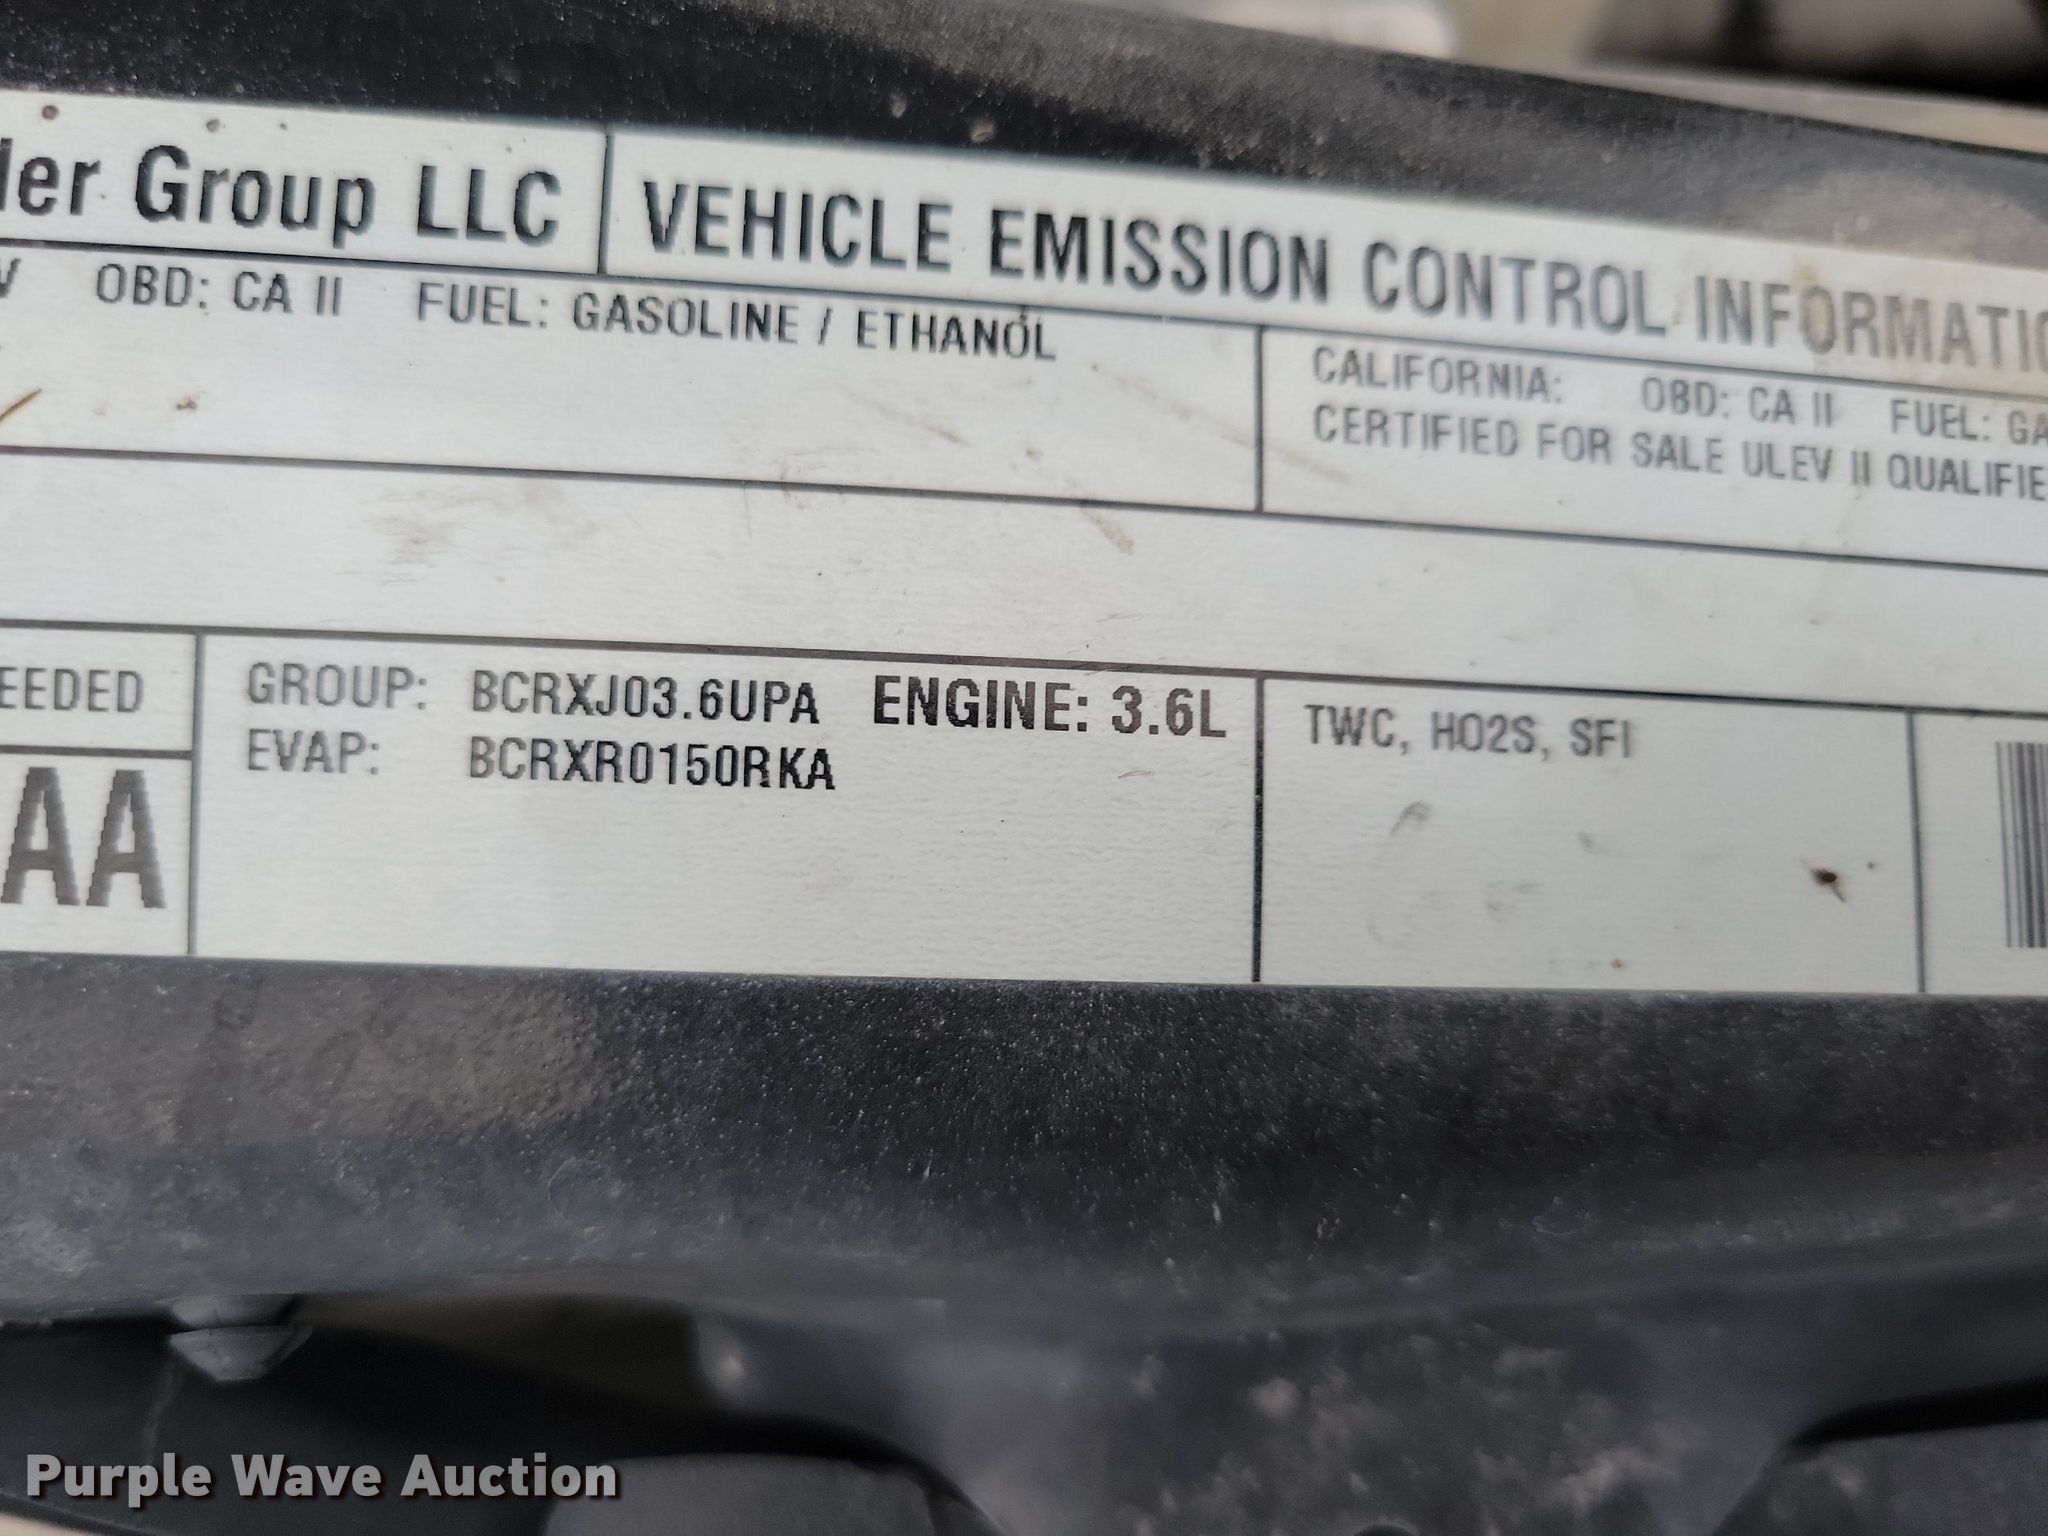 ler Group LLC VEHICLE EMISSION CONTROL INFORMATIO
V OBD: CA II FUEL: GASOLINE / ETHANOL
CALIFORNIA: OBD: CA II FUEL: GA
CERTIFIED FOR SALE ULEV II QUALIFIE
EEDED
AA
GROUP: BCRXJ03.6UPA ENGINE: 3.6L
EVAP: BCRXR0150RKA
TWC, HO2S, SFI
Purple Wave Auction